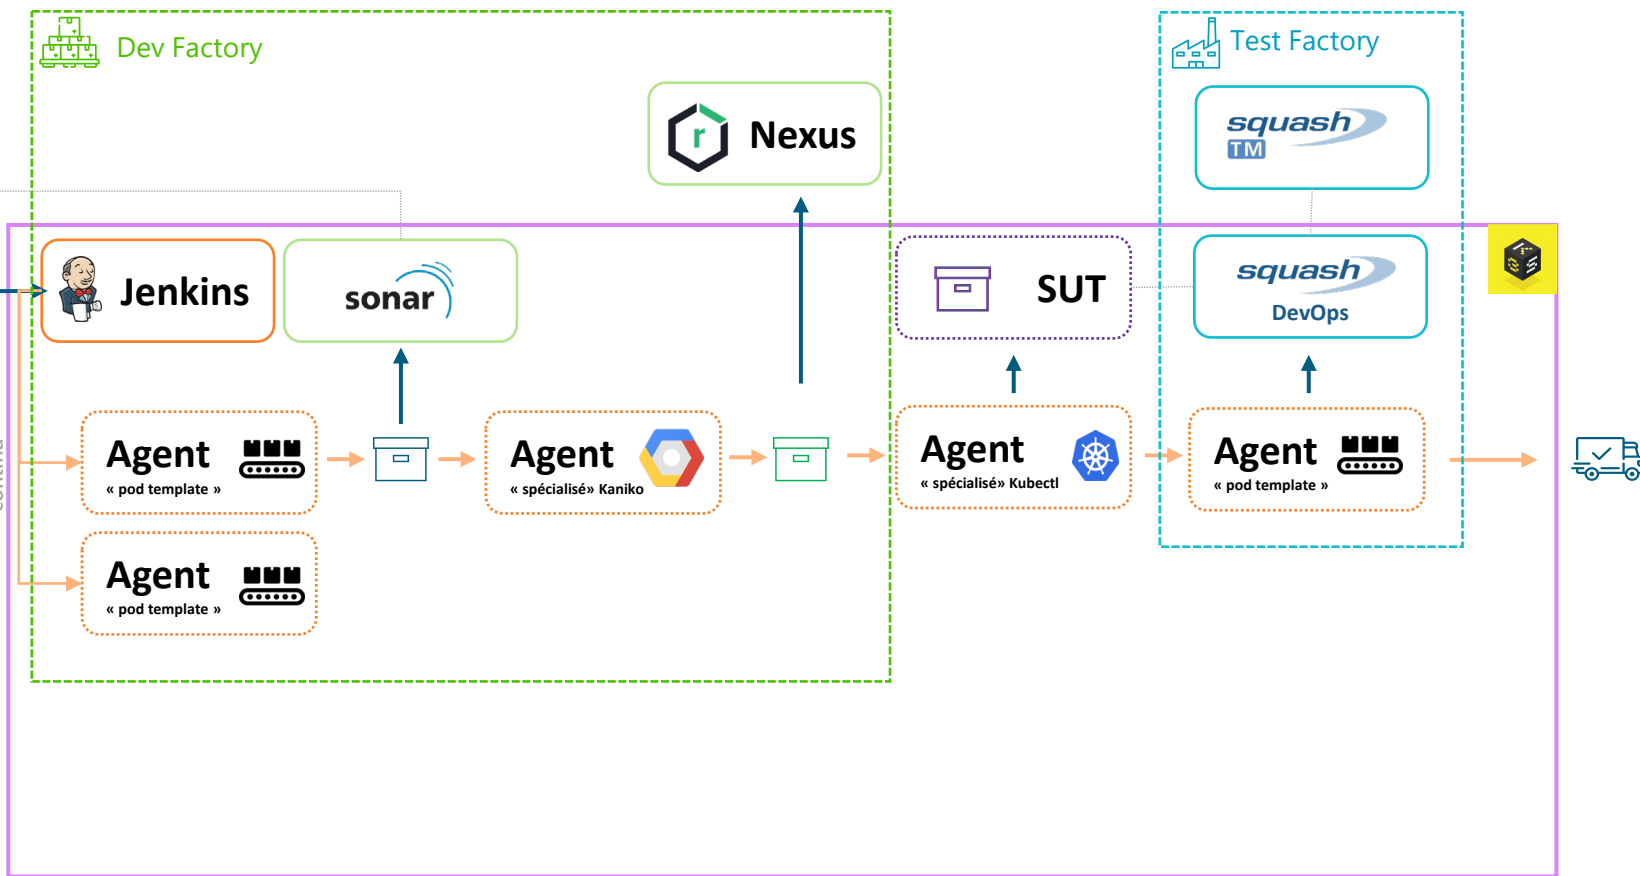 Dev Factory
Test Factory
Nexus
squash
TM
Jenkins
sonar
SUT
squash
DevOps
Agent
« pod template »
Agent
« spécialisé» Kaniko
Agent
« spécialisé» Kubectl
Agent
« pod template »
Agent
« pod template »